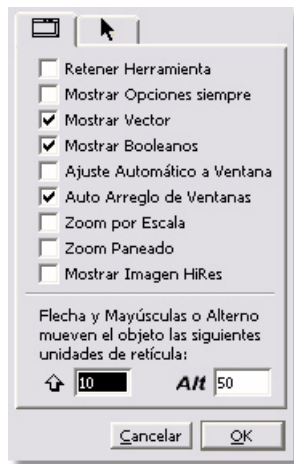 Retener Herramienta
Mostrar Opciones siempre
Mostrar Vector
Mostrar Booleanos
Ajuste Automático a Ventana
Auto Arreglo de Ventanas
Zoom por Escala
Zoom Paneado
Mostrar Imagen HiRes
Flecha y Mayúsculas o Alterno
mueven el objeto las siguientes
unidades de retícula:
10 Alt 50
Cancelar OK